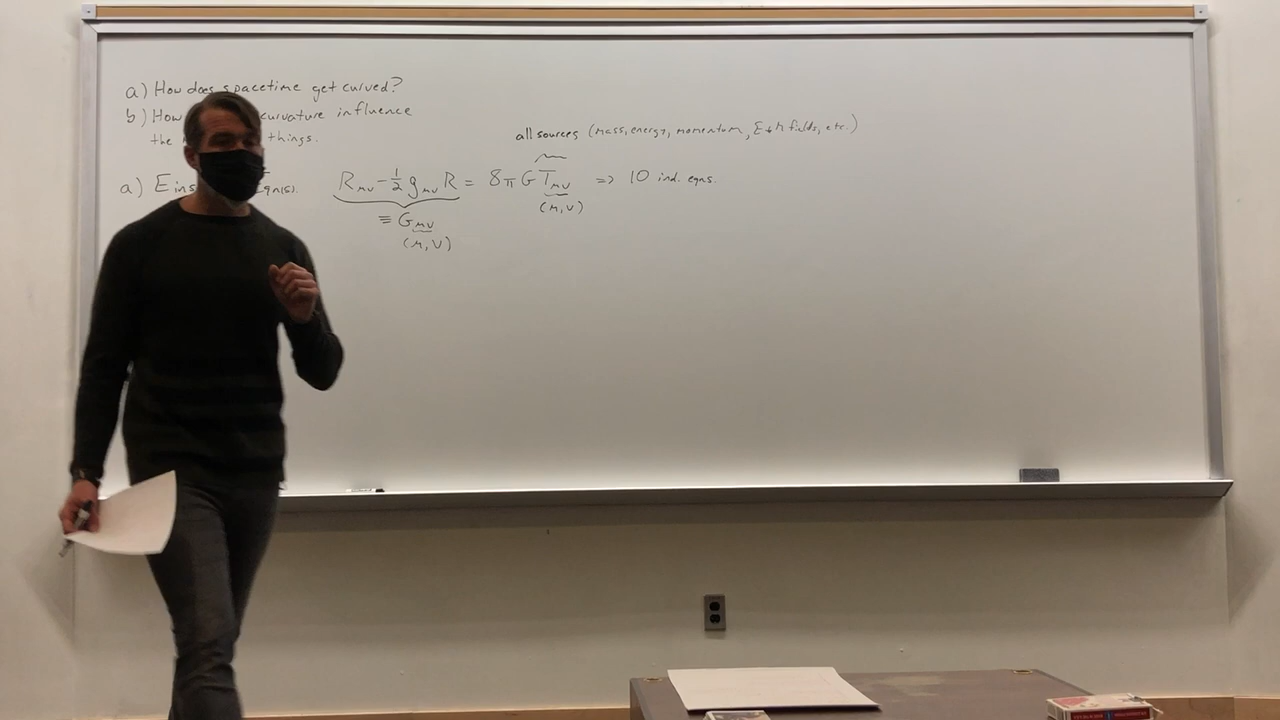 a) How does spacetime get curved?
b) How curvature influence
the things.
all sources (mass, energy, momentum, E+M fields, etc.)
a) Eins Eqn(s). Rμν - 1/2 gμν R = 8πG Tμν => 10 ind. eqns.
≡ Gμν (μ,ν)
(μ,ν)